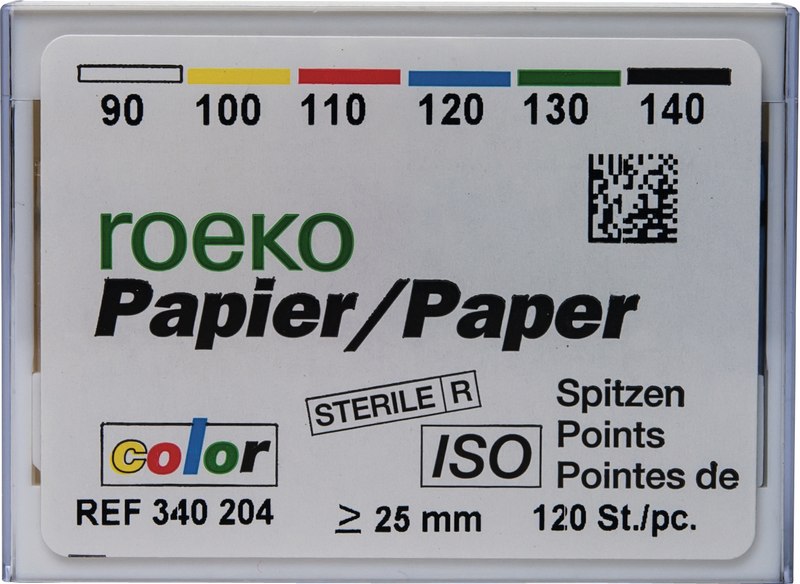 90 100 110 120 130 140
roeko
Papier/Paper
STERILE R
color
ISO
Spitzen
Points
Pointes de
REF 340 204
≥ 25 mm
120 St./pc.